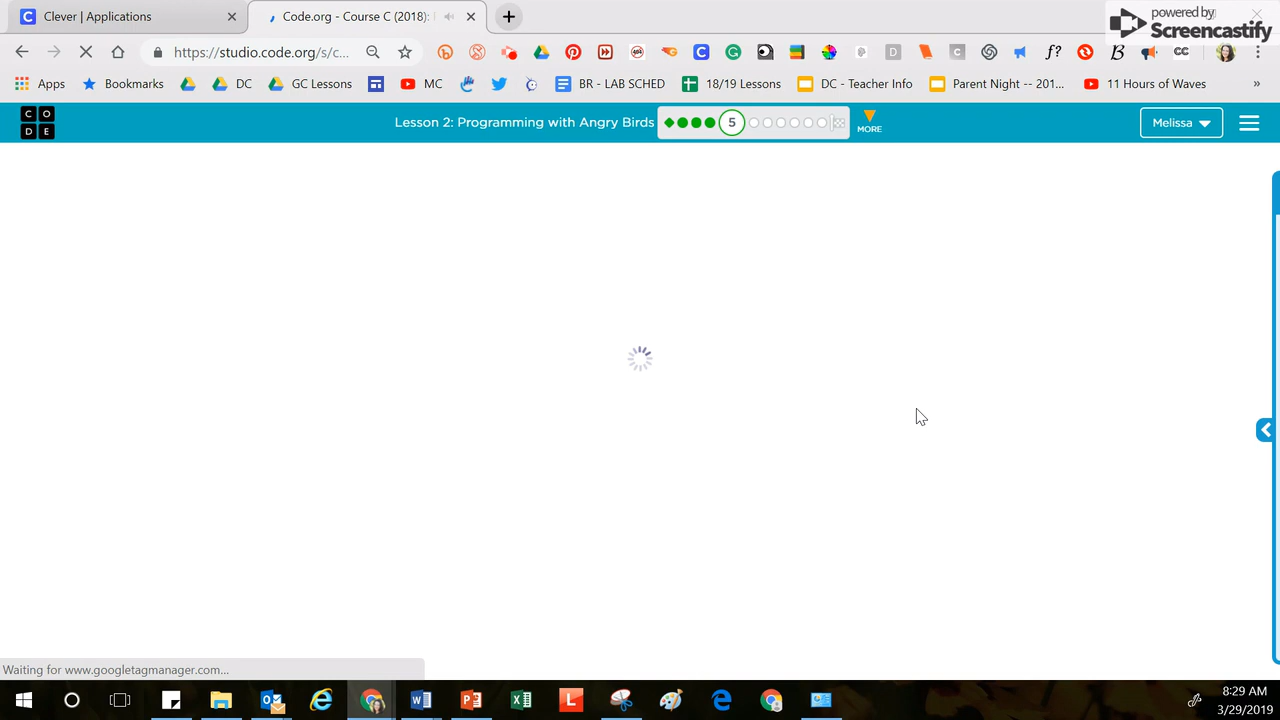 Clever | Applications
Code.org - Course C (2018):
powered by
Screencastify
https://studio.code.org/s/c...
Apps
Bookmarks
DC
GC Lessons
MC
BR - LAB SCHED
18/19 Lessons
DC - Teacher Info
Parent Night -- 201...
11 Hours of Waves
»
C O
D E
Lesson 2: Programming with Angry Birds
5
MORE
Melissa
Waiting for www.googletagmanager.com...
8:29 AM
3/29/2019